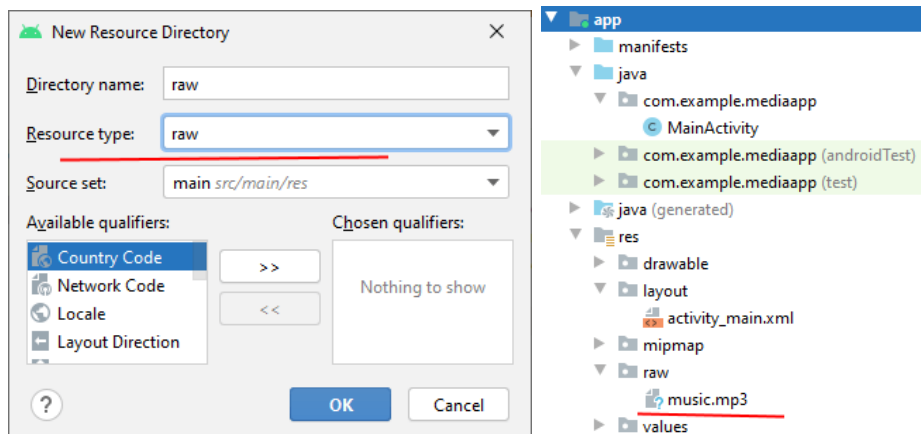 New Resource Directory
Directory name: raw
Resource type: raw
Source set: main src/main/res
Available qualifiers: Chosen qualifiers:
Country Code
Network Code
Locale
Layout Direction
>>
<<
Nothing to show
? OK Cancel
app
manifests
java
com.example.mediaapp
C MainActivity
com.example.mediaapp (androidTest)
com.example.mediaapp (test)
java (generated)
res
drawable
layout
activity_main.xml
mipmap
raw
music.mp3
values